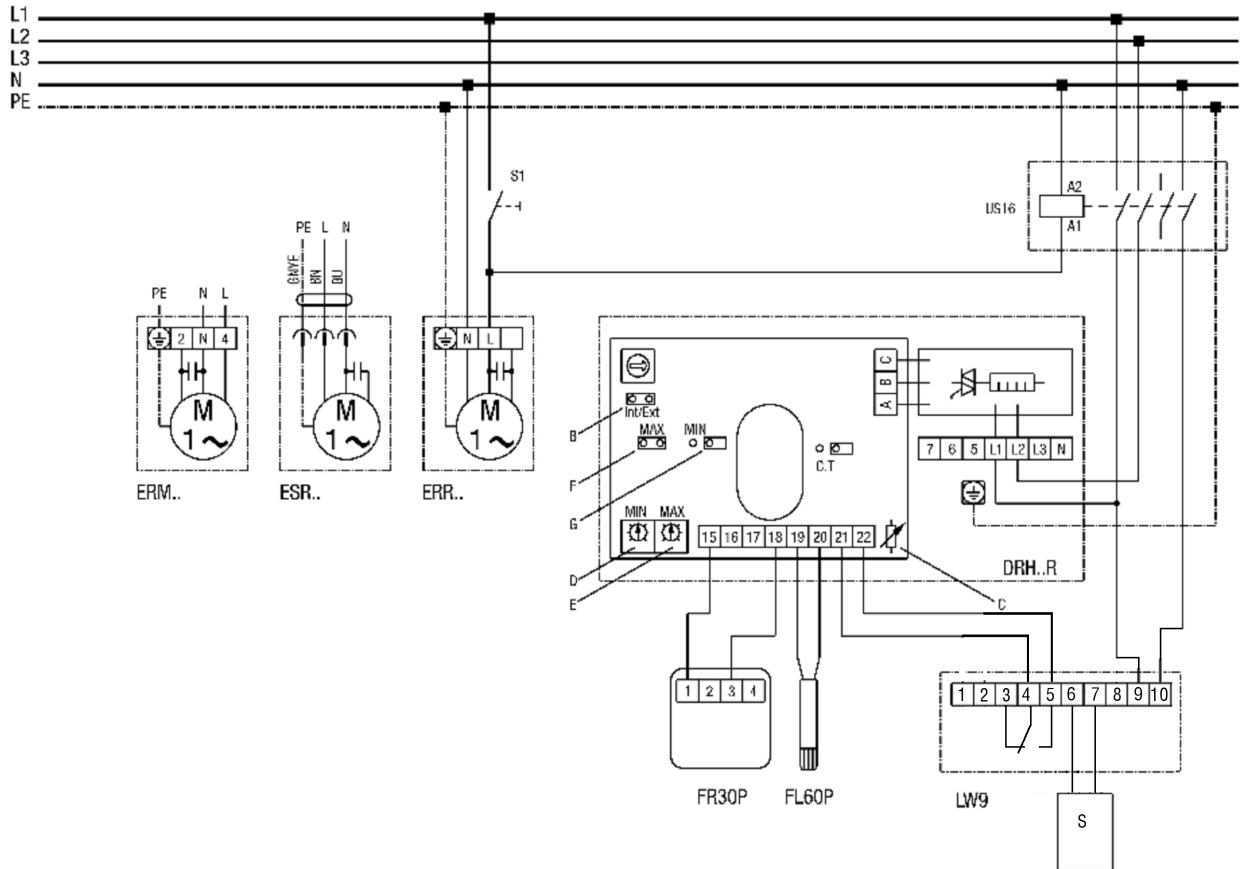 L1
L2
L3
N
PE
S1
US16
A2
A1
PE L N
GNYE BN BU
PE N L
2 N 4
M
1~
ERM..
M
1~
ESR..
N L
M
1~
ERR..
Int/Ext
MAX
MIN
C.T
MIN MAX
15 16 17 18 19 20 21 22
C
B
A
7 6 5 L1 L2 L3 N
DRH..R
B
F
G
D
E
C
1 2 3 4
FR30P
FL60P
1 2 3 4 5 6 7 8 9 10
LW9
S